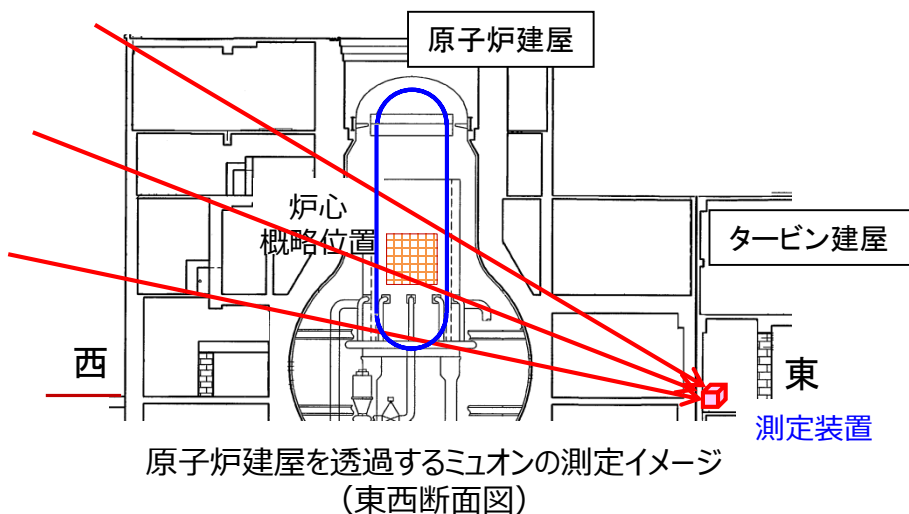 原子炉建屋
炉心
概略位置
タービン建屋
西
東
測定装置
原子炉建屋を透過するミュオンの測定イメージ
（東西断面図）